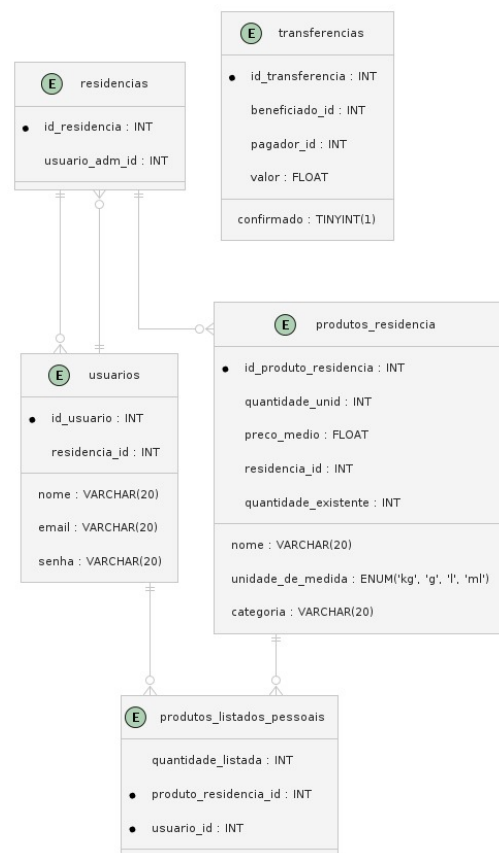 E transferencias
id_transferencia : INT
beneficiado_id : INT
pagador_id : INT
valor : FLOAT
confirmado : TINYINT(1)
E residencias
id_residencia : INT
usuario_adm_id : INT
E produtos_residencia
id_produto_residencia : INT
quantidade_unid : INT
preco_medio : FLOAT
residencia_id : INT
quantidade_existente : INT
nome : VARCHAR(20)
unidade_de_medida : ENUM('kg', 'g', 'l', 'ml')
categoria : VARCHAR(20)
E usuarios
id_usuario : INT
residencia_id : INT
nome : VARCHAR(20)
email : VARCHAR(20)
senha : VARCHAR(20)
E produtos_listados_pessoais
quantidade_listada : INT
produto_residencia_id : INT
usuario_id : INT